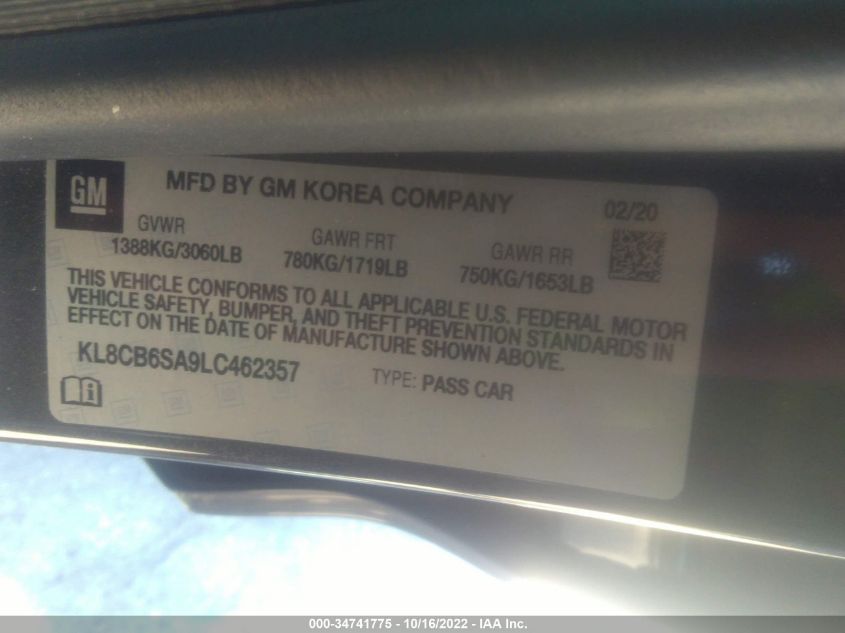 GM
MFD BY GM KOREA COMPANY 02/20
GVWR GAWR FRT GAWR RR
1388KG/3060LB 780KG/1719LB 750KG/1653LB
THIS VEHICLE CONFORMS TO ALL APPLICABLE U.S. FEDERAL MOTOR
VEHICLE SAFETY, BUMPER, AND THEFT PREVENTION STANDARDS IN
EFFECT ON THE DATE OF MANUFACTURE SHOWN ABOVE.
KL8CB6SA9LC462357 TYPE: PASS CAR
000-34741775 - 10/16/2022 - IAA Inc.